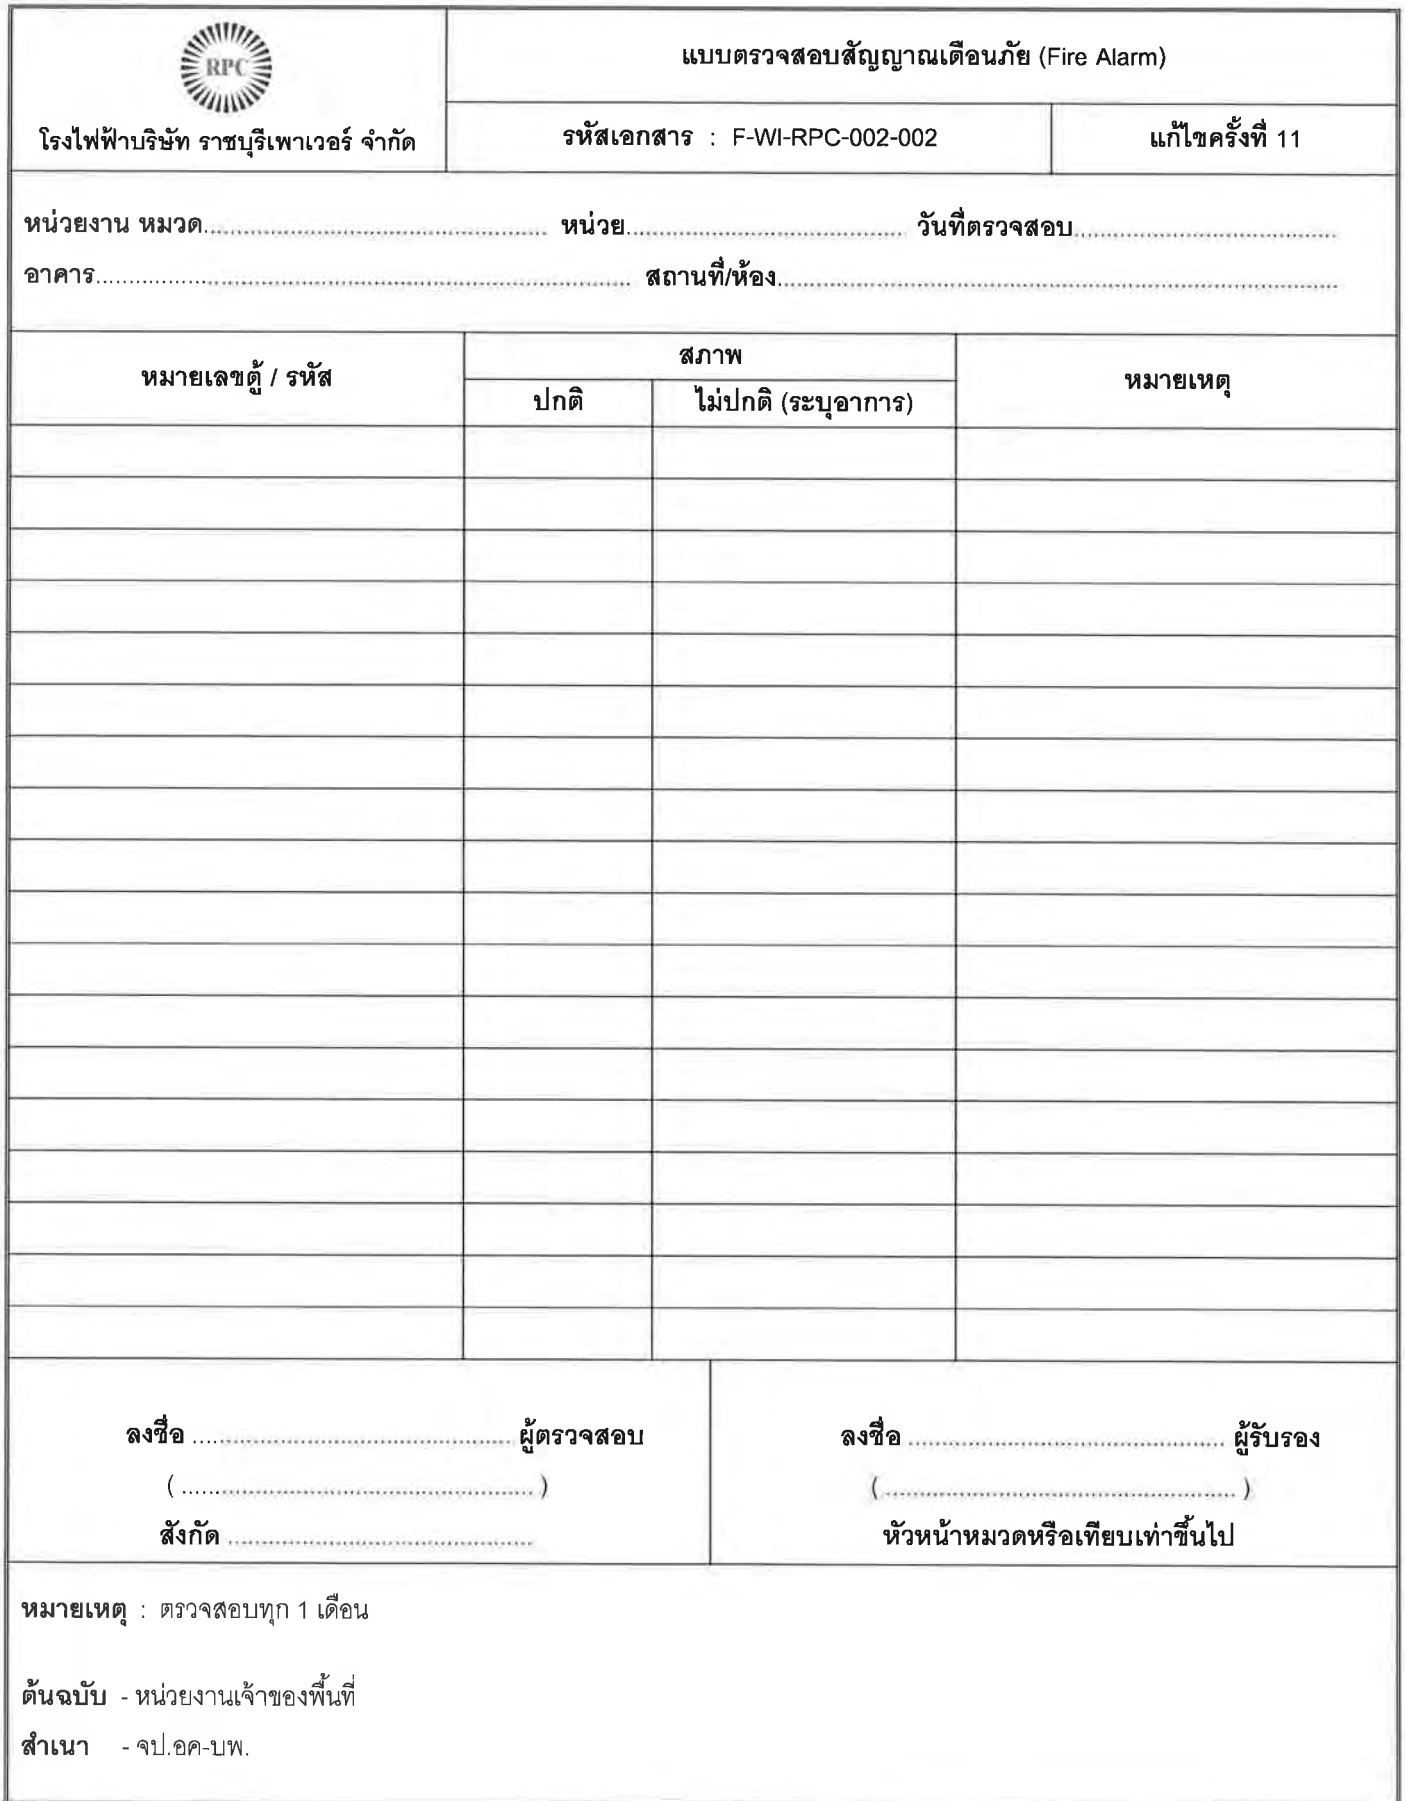 RPC
แบบตรวจสอบสัญญาณเตือนภัย (Fire Alarm)
โรงไฟฟ้าบริษัท ราชบุรีเพาเวอร์ จำกัด
รหัสเอกสาร : F-WI-RPC-002-002
แก้ไขครั้งที่ 11
หน่วยงาน หมวด.................................................... หน่วย.......................................... วันที่ตรวจสอบ.......................................
อาคาร................................................................................. สถานที่/ห้อง....................................................................................
หมายเลขตู้ / รหัส
สภาพ
หมายเหตุ
ปกติ
ไม่ปกติ (ระบุอาการ)
ลงชื่อ ................................................ ผู้ตรวจสอบ
( ..................................................... )
สังกัด ..............................................
ลงชื่อ ................................................ ผู้รับรอง
( ..................................................... )
หัวหน้าหมวดหรือเทียบเท่าขึ้นไป
หมายเหตุ : ตรวจสอบทุก 1 เดือน
ต้นฉบับ - หน่วยงานเจ้าของพื้นที่
สำเนา - จป.อค-บพ.